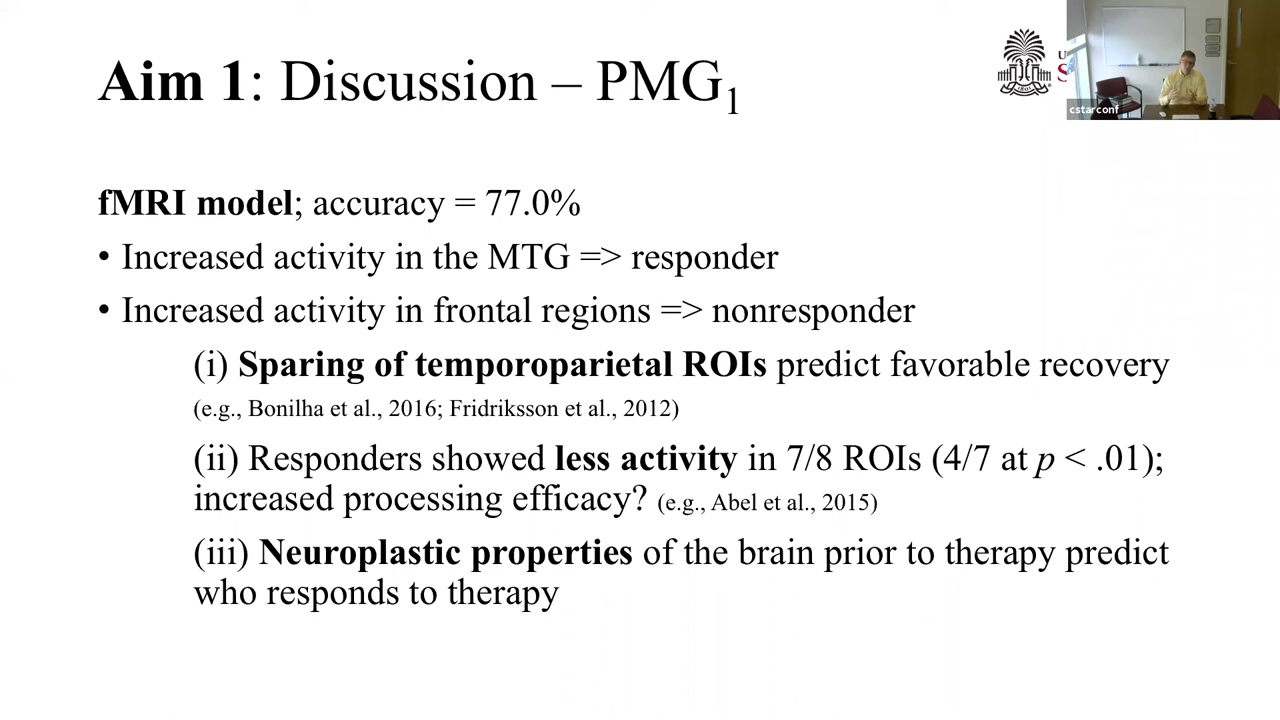 Aim 1: Discussion – PMG1
U
S
cstarconf
fMRI model; accuracy = 77.0%
• Increased activity in the MTG => responder
• Increased activity in frontal regions => nonresponder
(i) Sparing of temporoparietal ROIs predict favorable recovery
(e.g., Bonilha et al., 2016; Fridriksson et al., 2012)
(ii) Responders showed less activity in 7/8 ROIs (4/7 at p < .01);
increased processing efficacy? (e.g., Abel et al., 2015)
(iii) Neuroplastic properties of the brain prior to therapy predict
who responds to therapy